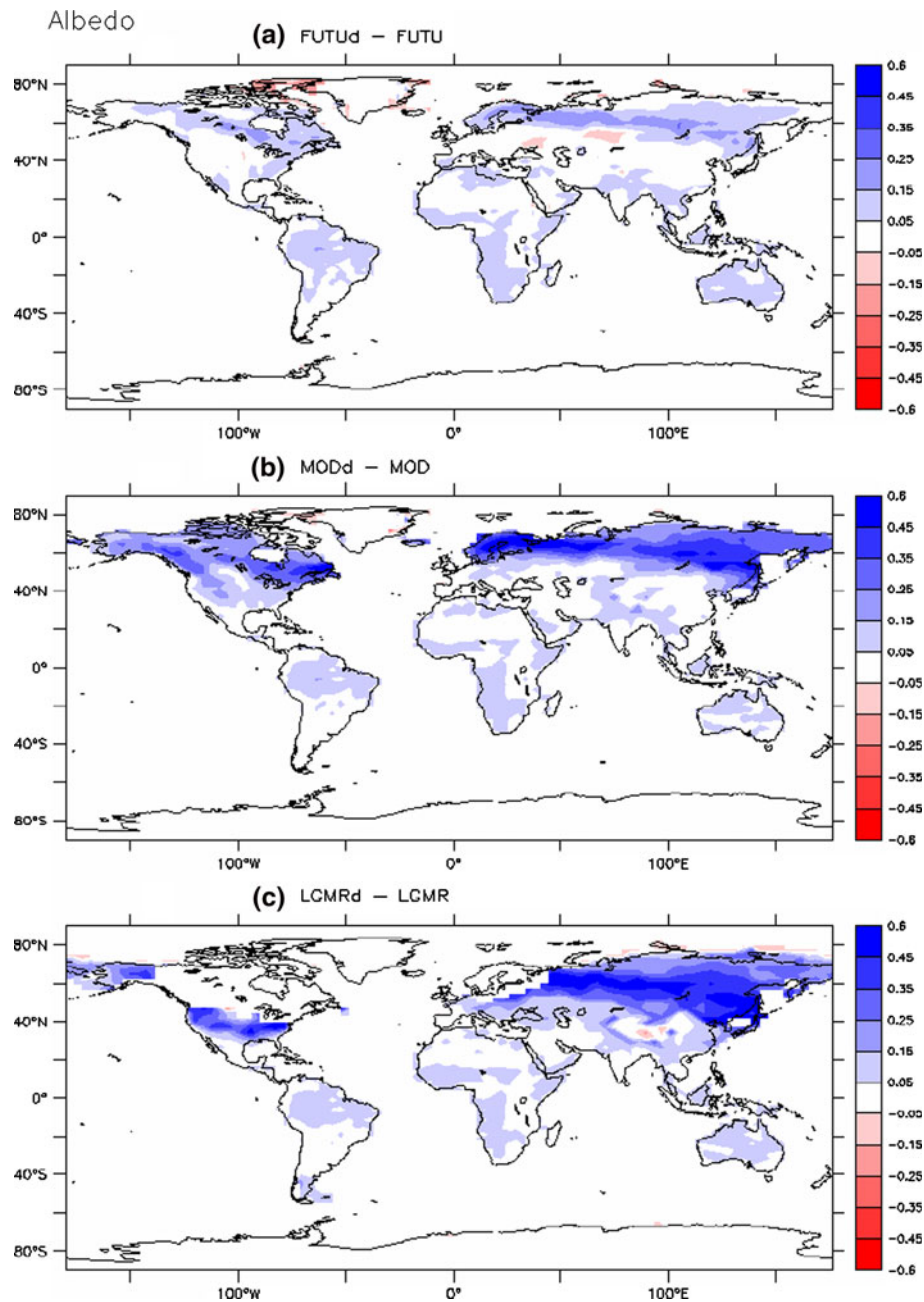 Albedo
(a) FUTUd − FUTU
80°N
40°N
0°
40°S
80°S
100°W 0° 100°E
0.6
0.45
0.35
0.25
0.15
0.05
−0.05
−0.15
−0.25
−0.35
−0.45
−0.6
(b) MODd − MOD
80°N
40°N
0°
40°S
80°S
100°W 0° 100°E
0.6
0.45
0.35
0.25
0.15
0.05
−0.05
−0.15
−0.25
−0.35
−0.45
−0.6
(c) LGMRd − LGMR
80°N
40°N
0°
40°S
80°S
100°W 0° 100°E
0.6
0.45
0.35
0.25
0.15
0.05
−0.05
−0.15
−0.25
−0.35
−0.45
−0.6